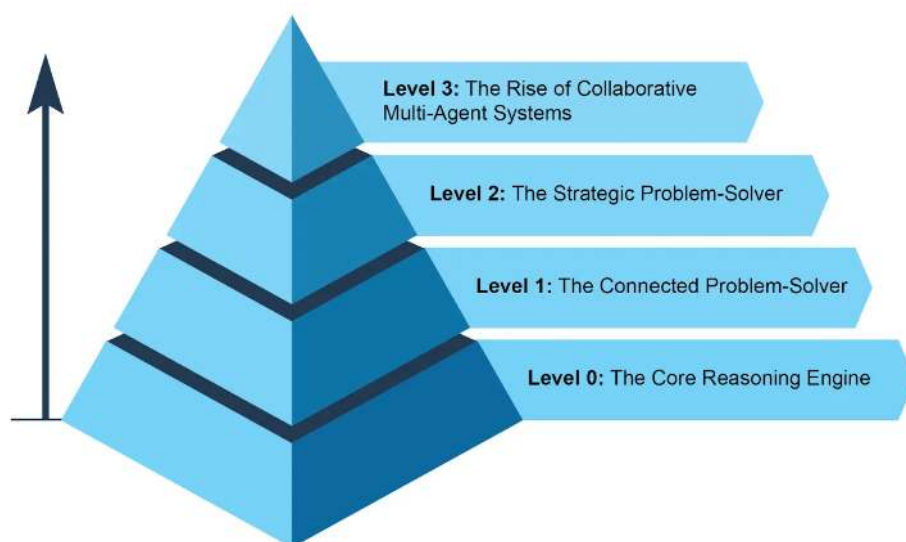 Level 3: The Rise of Collaborative
Multi-Agent Systems
Level 2: The Strategic Problem-Solver
Level 1: The Connected Problem-Solver
Level 0: The Core Reasoning Engine